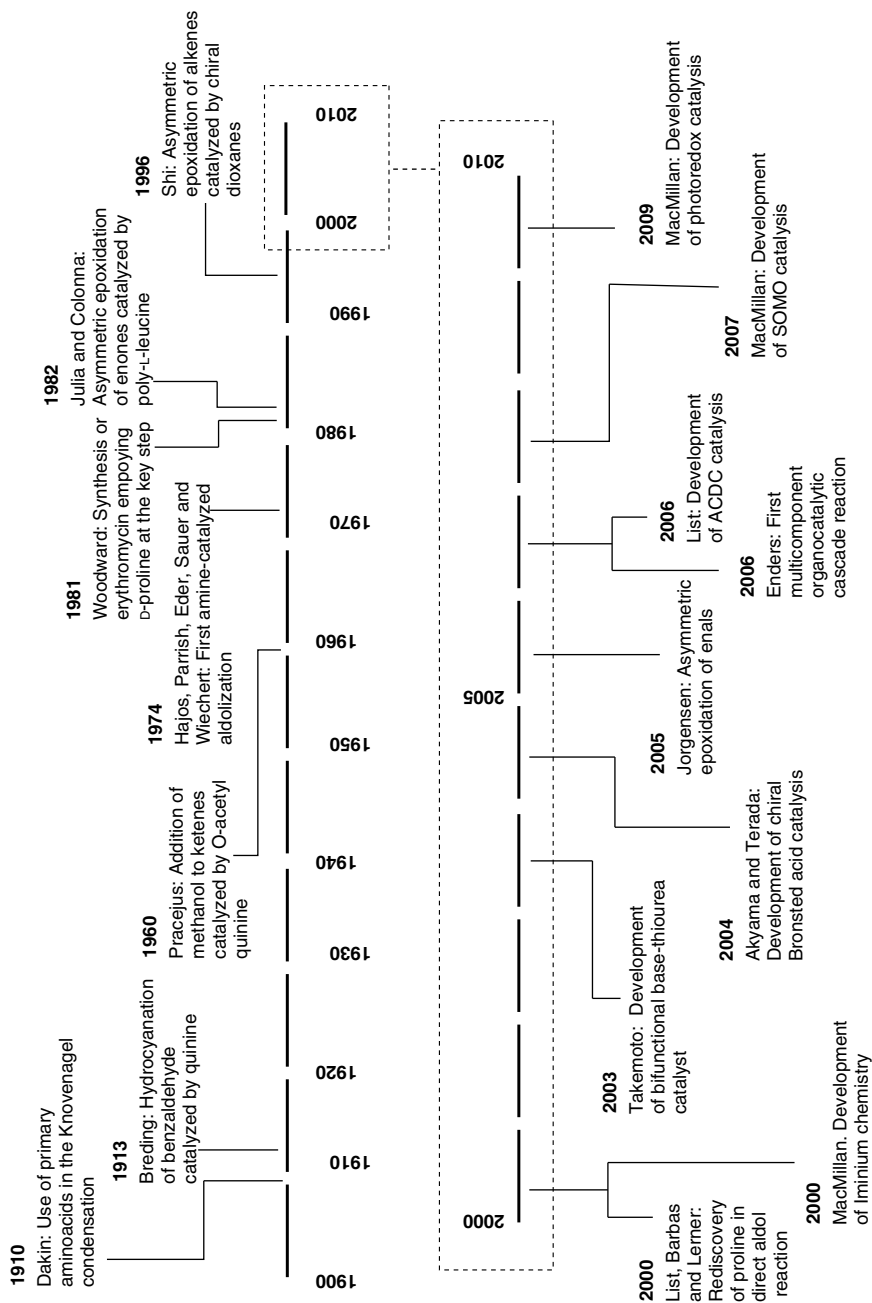 1910
Dakin: Use of primary
aminoacids in the Knovenagel
condensation
1913
Breding: Hydrocyanation
of benzaldehyde
catalyzed by quinine
1960
Pracejus: Addition of
methanol to ketenes
catalyzed by O-acetyl
quinine
1974
Hajos, Parrish, Eder, Sauer and
Wiechert: First amine-catalyzed
aldolization
1981
Woodward: Synthesis or
erythromycin empoying
D-proline at the key step
1982
Julia and Colonna:
Asymmetric epoxidation
of enones catalyzed by
poly-L-leucine
1996
Shi: Asymmetric
epoxidation of alkenes
catalyzed by chiral
dioxanes
1900
1910
1920
1930
1940
1950
1960
1970
1980
1990
2000
2010
2000
2005
2010
2000
List, Barbas
and Lerner:
Rediscovery
of proline in
direct aldol
reaction
2000
MacMillan. Development
of Iminium chemistry
2003
Takemoto: Development
of bifunctional base-thiourea
catalyst
2004
Akyama and Terada:
Development of chiral
Bronsted acid catalysis
2005
Jorgensen: Asymmetric
epoxidation of enals
2006
List: Development
of ACDC catalysis
2006
Enders: First
multicomponent
organocatalytic
cascade reaction
2007
MacMillan: Development
of SOMO catalysis
2009
MacMillan: Development
of photoredox catalysis